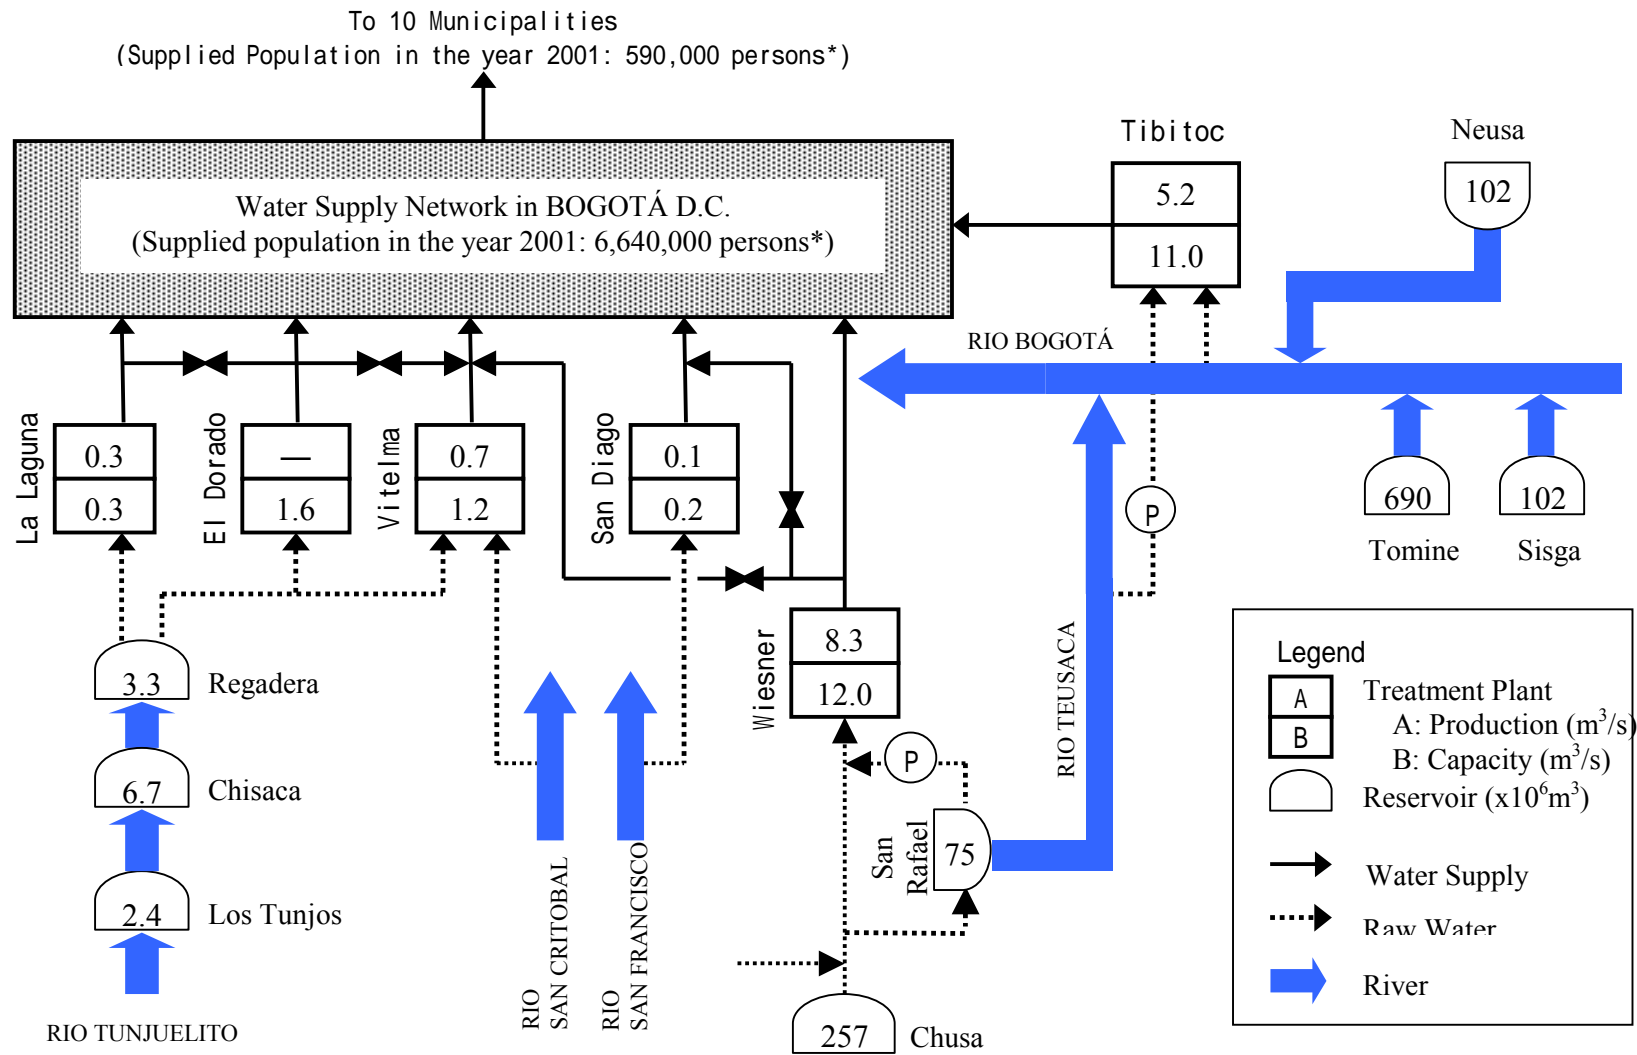 To 10 Municipalities
(Supplied Population in the year 2001: 590,000 persons*)
Water Supply Network in BOGOTÁ D.C.
(Supplied population in the year 2001: 6,640,000 persons*)
Tibitoc
5.2
11.0
Neusa
102
RIO BOGOTÁ
690
Tomine
102
Sisga
La Laguna
0.3
0.3
El Dorado
—
1.6
Vitelma
0.7
1.2
San Diago
0.1
0.2
P
Wiesner
8.3
12.0
P
RIO TEUSACA
San
Rafael
75
3.3
Regadera
6.7
Chisaca
2.4
Los Tunjos
RIO TUNJUELITO
RIO
SAN CRITOBAL
RIO
SAN FRANCISCO
257
Chusa
Legend
A
B
Treatment Plant
A: Production (m³/s)
B: Capacity (m³/s)
Reservoir (x10⁶m³)
Water Supply
Raw Water
River